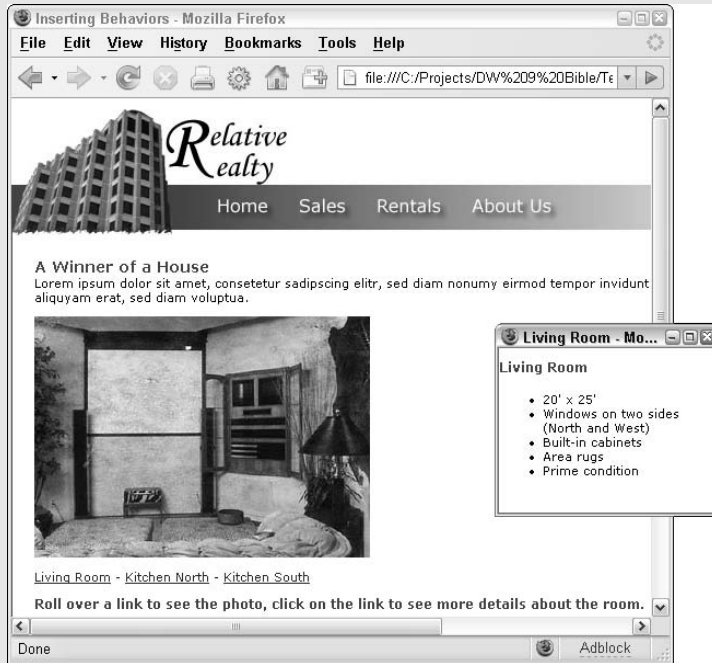 Inserting Behaviors - Mozilla Firefox
File Edit View History Bookmarks Tools Help
file:///C:/Projects/DW%209%20Bible/Te
Relative
Realty
Home Sales Rentals About Us
A Winner of a House
Lorem ipsum dolor sit amet, consetetur sadipscing elitr, sed diam nonumy eirmod tempor invidunt
aliquyam erat, sed diam voluptua.
Living Room - Mo...
Living Room
• 20' x 25'
• Windows on two sides
(North and West)
• Built-in cabinets
• Area rugs
• Prime condition
Living Room - Kitchen North - Kitchen South
Roll over a link to see the photo, click on the link to see more details about the room.
Done Adblock